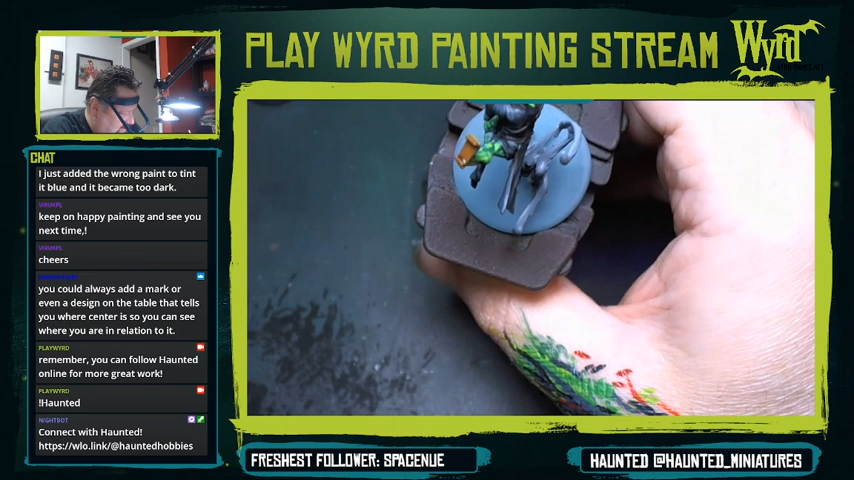 PLAY WYRD PAINTING STREAM
Wyrd
CHAT
I just added the wrong paint to tint
it blue and it became too dark.
VIRUMPL
keep on happy painting and see you
next time,!
VIRUMPL
cheers
you could always add a mark or
even a design on the table that tells
you where center is so you can see
where you are in relation to it.
PLAYWYRD
remember, you can follow Haunted
online for more great work!
PLAYWYRD
!Haunted
NIGHTBOT
Connect with Haunted!
https://wlo.link/@hauntedhobbies
FRESHEST FOLLOWER: SPACENUE
HAUNTED @HAUNTED_MINIATURES